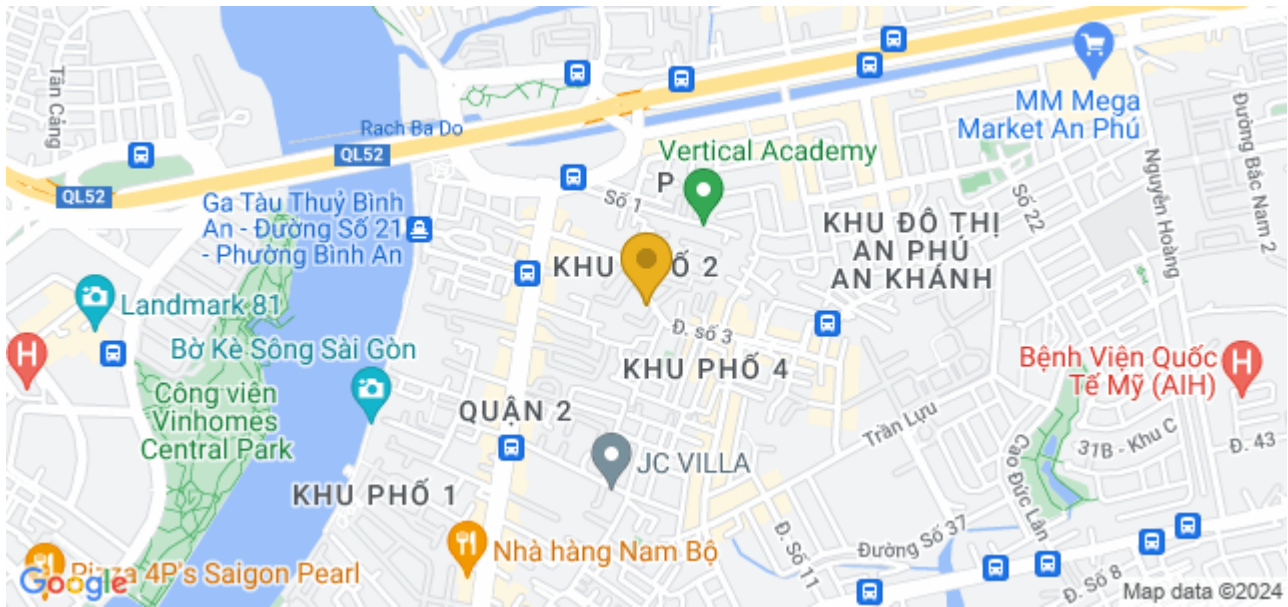 Tân Cảng
Rach Ba Do
QL52
QL52
MM Mega
Market An Phú
Đường Bắc Nam 2
Nguyễn Hoàng
Vertical Academy
P
Số 1
Số 22
Ga Tàu Thuỷ Bình
An - Đường Số 21
- Phường Bình An
KHU ĐÔ THỊ
AN PHÚ
AN KHÁNH
KHU PHỐ 2
Landmark 81
Đ. số 3
Bờ Kè Sông Sài Gòn
KHU PHỐ 4
H
Bệnh Viện Quốc
Tế Mỹ (AIH)
H
Công viên
Vinhomes
Central Park
QUẬN 2
Trần Lựu
31B - Khu C
Đ. 43
Cao Đức Lân
JC VILLA
KHU PHỐ 1
Nhà hàng Nam Bộ
Đ. Số 11
Đường Số 37
Đ. Số 8
Pizza 4P's Saigon Pearl
Google
Map data ©2024